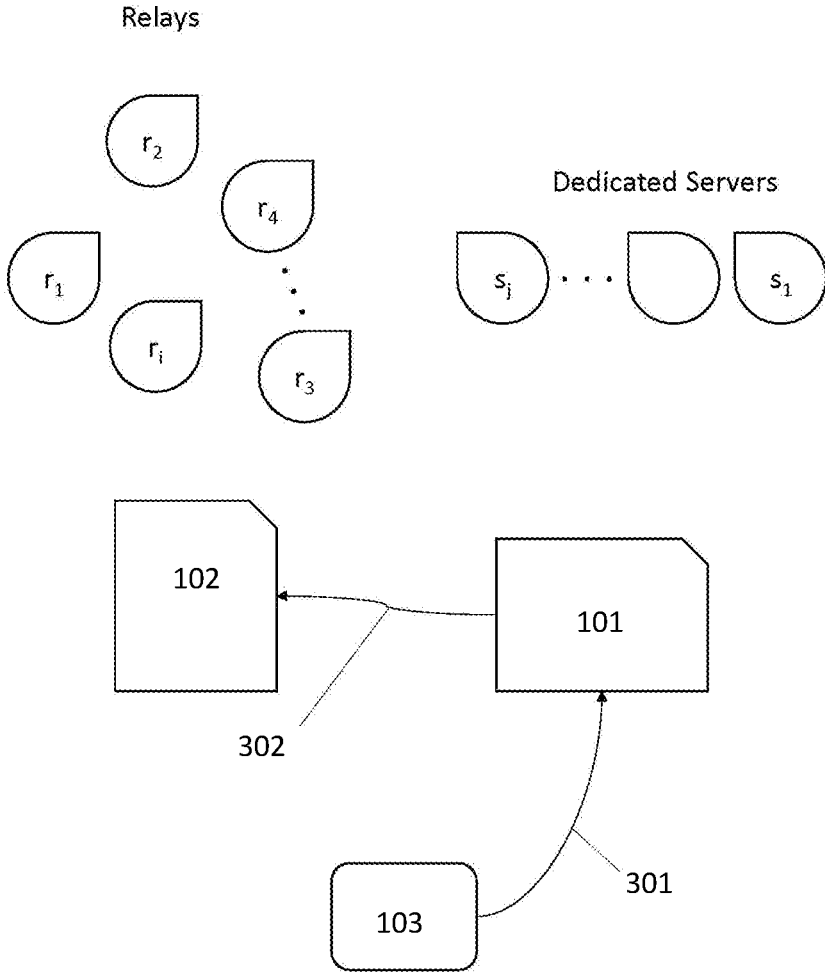 Relays
r2
r4
Dedicated Servers
r1
sj
s1
ri
r3
102
101
302
301
103